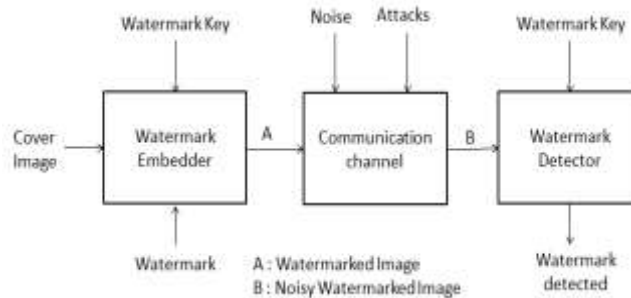 Watermark Key
Noise
Attacks
Watermark Key
Cover
Image
Watermark
Embedder
A
Communication
channel
B
Watermark
Detector
Watermark
A : Watermarked Image
B : Noisy Watermarked Image
Watermark
detected